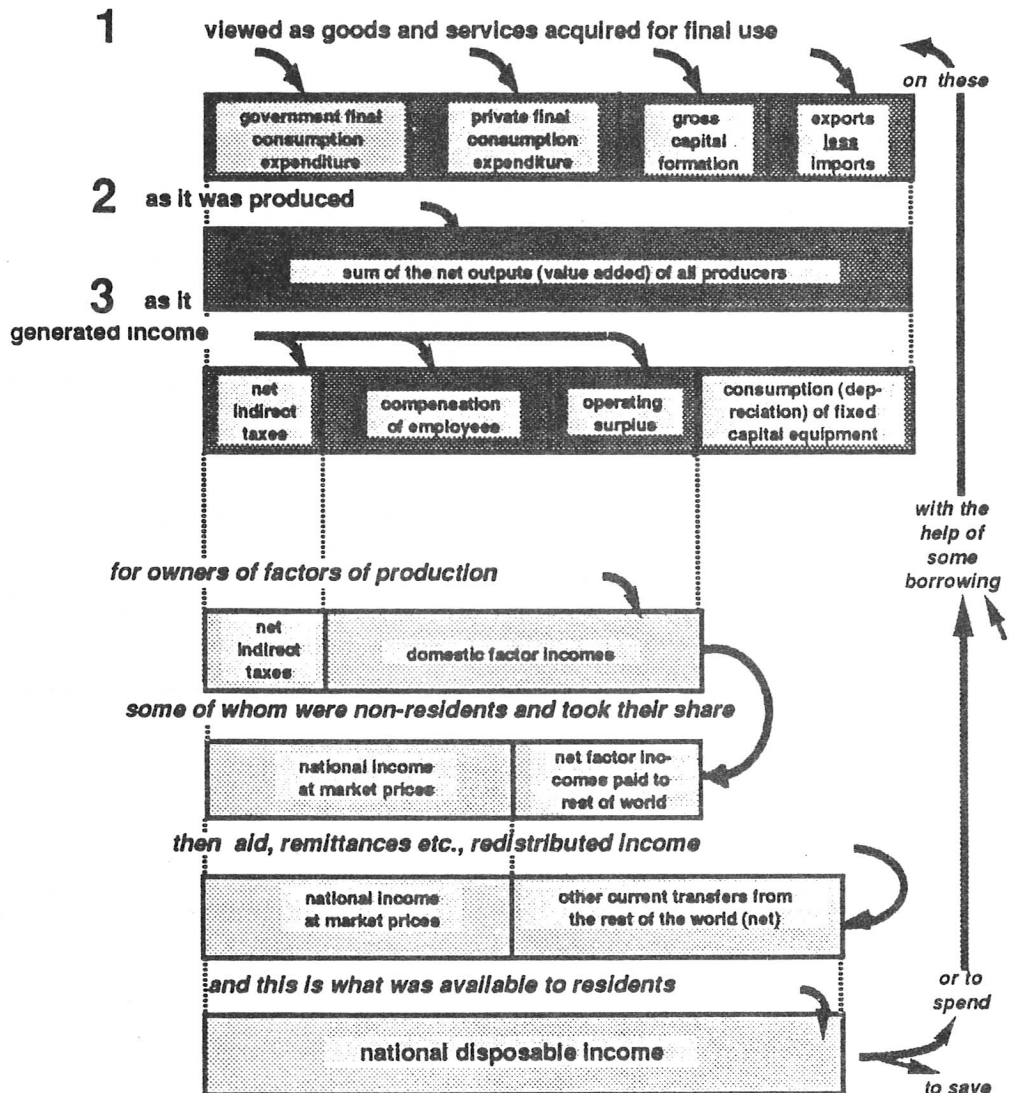 1 viewed as goods and services acquired for final use
on these
government final
consumption
expenditure
private final
consumption
expenditure
gross
capital
formation
exports
less
imports
2 as it was produced
sum of the net outputs (value added) of all producers
3 as it
generated income
net
indirect
taxes
compensation
of employees
operating
surplus
consumption (dep-
reciation) of fixed
capital equipment
with the
help of
some
borrowing
for owners of factors of production
net
indirect
taxes
domestic factor incomes
some of whom were non-residents and took their share
national income
at market prices
net factor inc-
omes paid to
rest of world
then aid, remittances etc., redistributed income
national income
at market prices
other current transfers from
the rest of the world (net)
and this is what was available to residents
or to
spend
national disposable income
to save